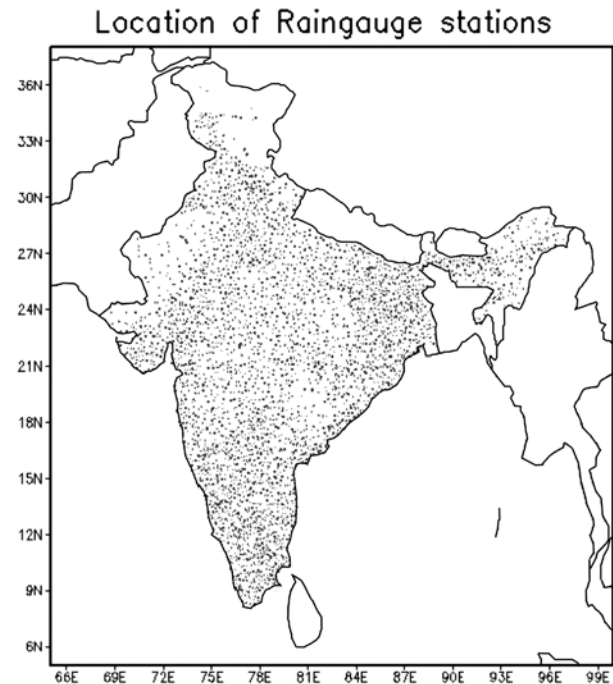 Location of Raingauge stations
36N
33N
30N
27N
24N
21N
18N
15N
12N
9N
6N
66E 69E 72E 75E 78E 81E 84E 87E 90E 93E 96E 99E